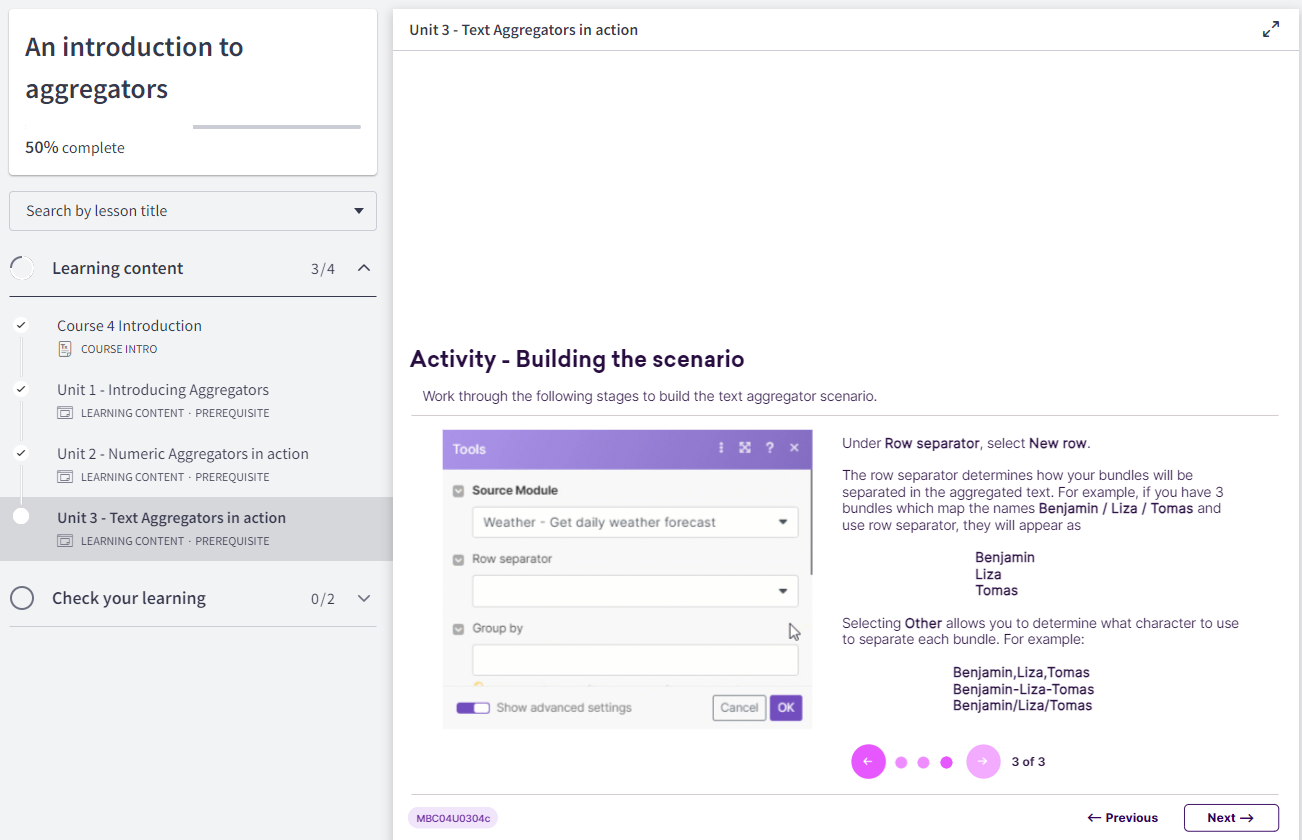 An introduction to
aggregators
50% complete
Search by lesson title
Learning content 3/4
Course 4 Introduction
COURSE INTRO
Unit 1 - Introducing Aggregators
LEARNING CONTENT · PREREQUISITE
Unit 2 - Numeric Aggregators in action
LEARNING CONTENT · PREREQUISITE
Unit 3 - Text Aggregators in action
LEARNING CONTENT · PREREQUISITE
Check your learning 0/2
Unit 3 - Text Aggregators in action
Activity - Building the scenario
Work through the following stages to build the text aggregator scenario.
Tools ?
Source Module
Weather - Get daily weather forecast
Row separator
Group by
Show advanced settings
Cancel OK
Under Row separator, select New row.
The row separator determines how your bundles will be
separated in the aggregated text. For example, if you have 3
bundles which map the names Benjamin / Liza / Tomas and
use row separator, they will appear as
Benjamin
Liza
Tomas
Selecting Other allows you to determine what character to use
to separate each bundle. For example:
Benjamin,Liza,Tomas
Benjamin-Liza-Tomas
Benjamin/Liza/Tomas
← → 3 of 3
MBC04U0304c
← Previous Next →